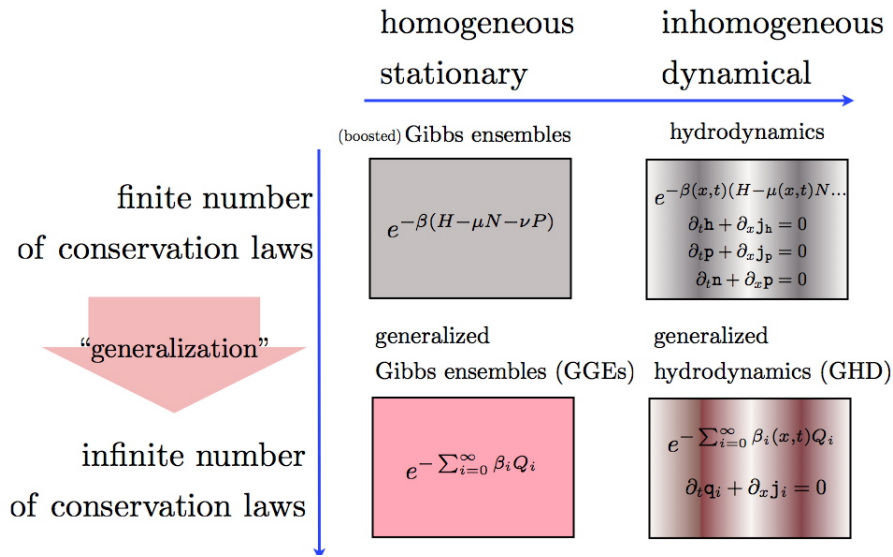 homogeneous inhomogeneous
stationary dynamical
(boosted) Gibbs ensembles hydrodynamics
finite number
of conservation laws
e^{-β(H-μN-νP)}
e^{-β(x,t)(H-μ(x,t)N...}
∂_t h + ∂_x j_h = 0
∂_t p + ∂_x j_p = 0
∂_t n + ∂_x p = 0
“generalization”
generalized
Gibbs ensembles (GGEs)
generalized
hydrodynamics (GHD)
infinite number
of conservation laws
e^{-∑_{i=0}^{∞} β_i Q_i}
e^{-∑_{i=0}^{∞} β_i(x,t)Q_i}
∂_t q_i + ∂_x j_i = 0